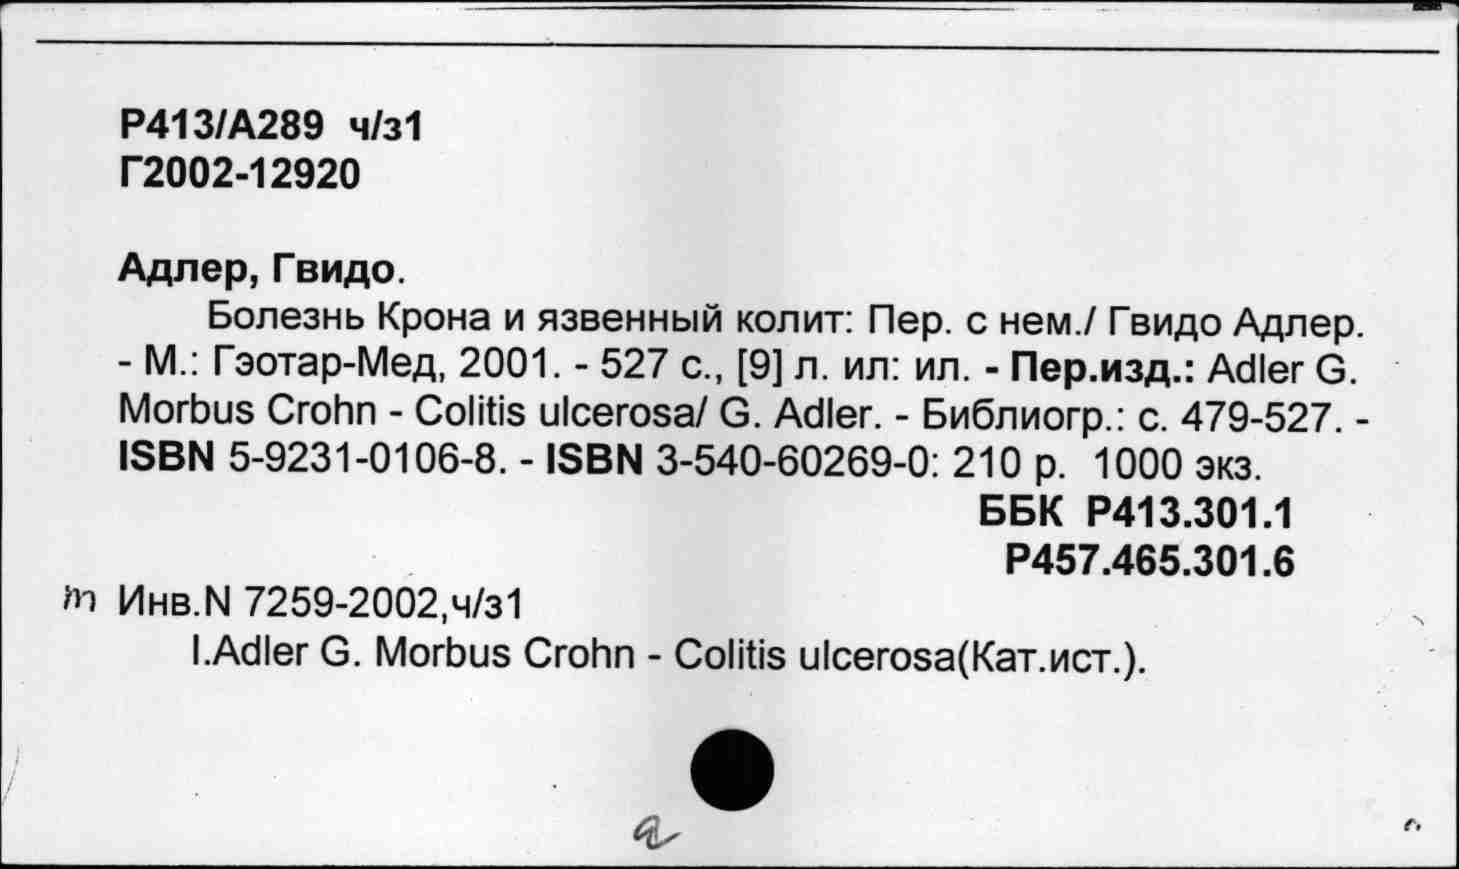 Р413/А289 ч/з1
Г2002-12920
Адлер, Гвидо.
Болезнь Крона и язвенный колит: Пер. с нем./ Гвидо Адлер.
- М.: Гэотар-Мед, 2001. - 527 с., [9] л. ил: ил. - Пер.изд.: Adler G.
Morbus Crohn - Colitis ulcerosa/ G. Adler. - Библиогр.: с. 479-527. -
ISBN 5-9231-0106-8. - ISBN 3-540-60269-0: 210 р. 1000 экз.
ББК Р413.301.1
Р457.465.301.6
Инв.N 7259-2002,ч/з1
I.Adler G. Morbus Crohn - Colitis ulcerosa(Кат.ист.).